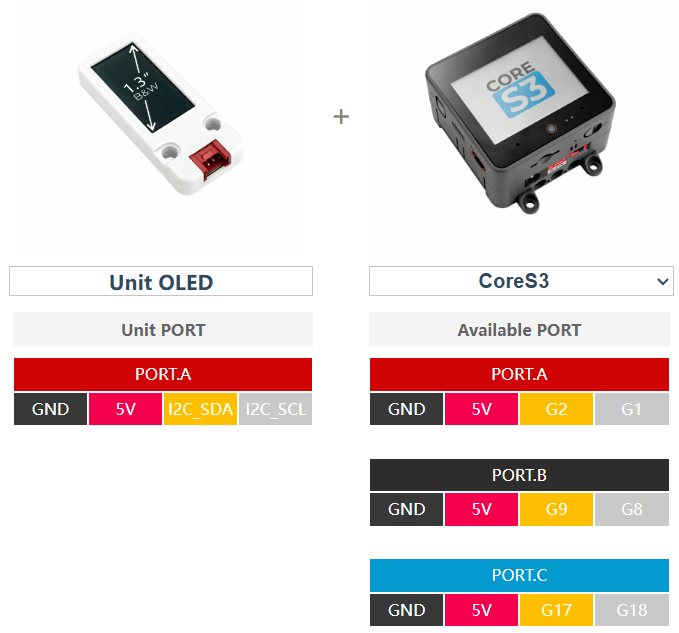 1.3"
B&W
CORE
S3
+
Unit OLED
CoreS3
Unit PORT
Available PORT
PORT.A
GND 5V I2C_SDA I2C_SCL
PORT.A
GND 5V G2 G1
PORT.B
GND 5V G9 G8
PORT.C
GND 5V G17 G18